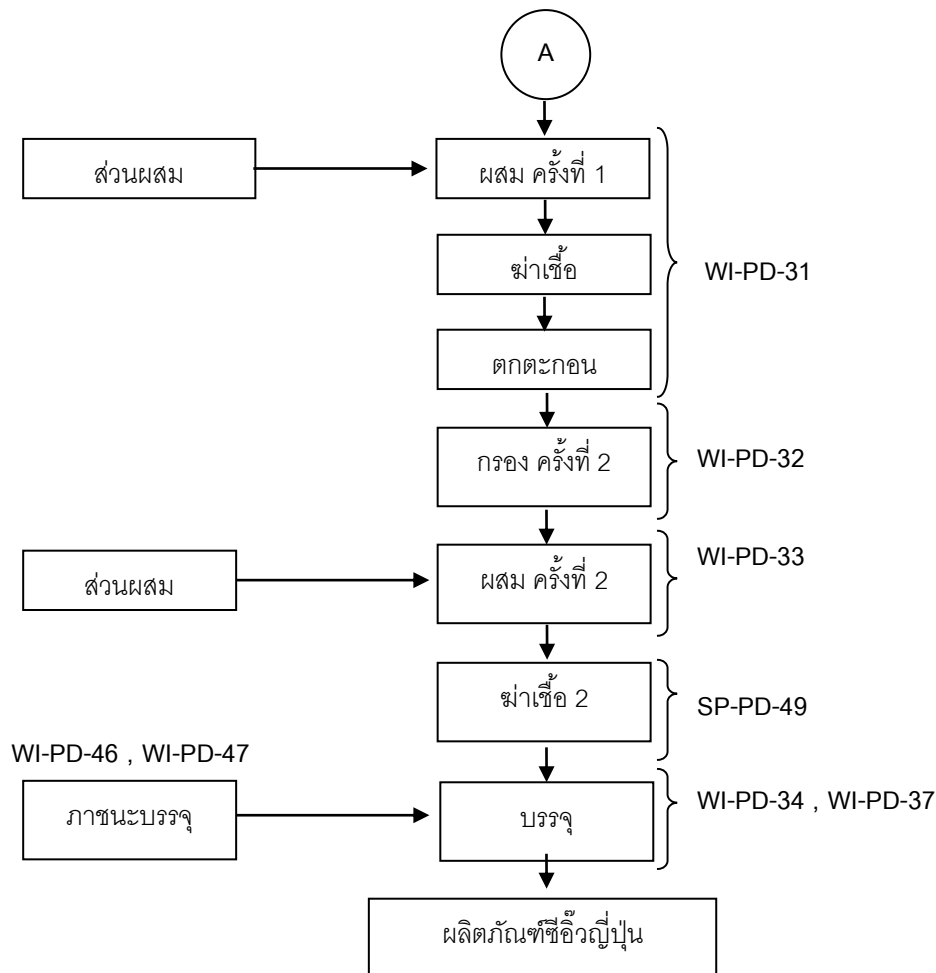 A
ส่วนผสม
ผสม ครั้งที่ 1
ฆ่าเชื้อ
WI-PD-31
ตกตะกอน
กรอง ครั้งที่ 2
WI-PD-32
WI-PD-33
ส่วนผสม
ผสม ครั้งที่ 2
ฆ่าเชื้อ 2
SP-PD-49
WI-PD-46 , WI-PD-47
ภาชนะบรรจุ
บรรจุ
WI-PD-34 , WI-PD-37
ผลิตภัณฑ์ซีอิ๊วญี่ปุ่น